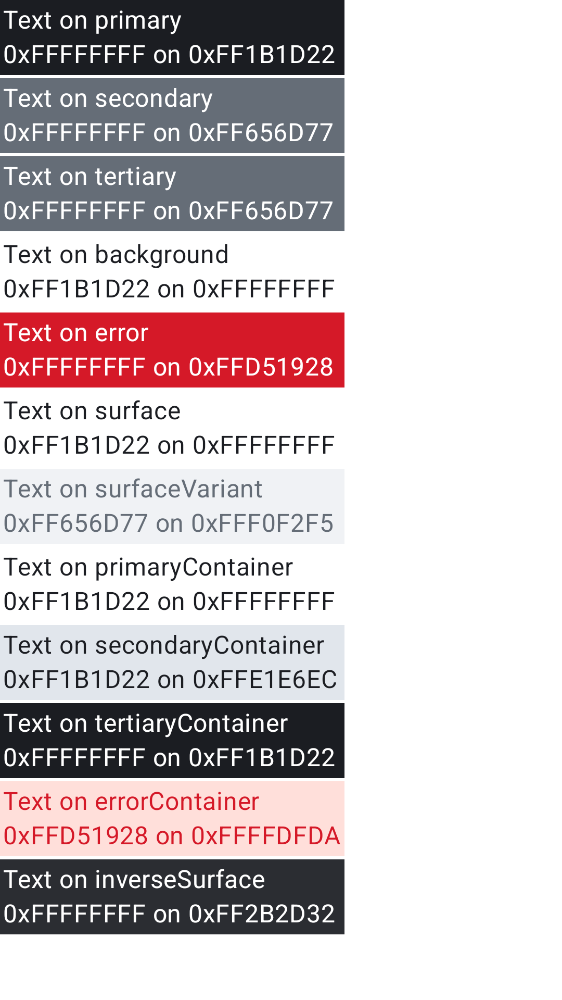 Text on primary
0xFFFFFFFF on 0xFF1B1D22
Text on secondary
0xFFFFFFFF on 0xFF656D77
Text on tertiary
0xFFFFFFFF on 0xFF656D77
Text on background
0xFF1B1D22 on 0xFFFFFFFF
Text on error
0xFFFFFFFF on 0xFFD51928
Text on surface
0xFF1B1D22 on 0xFFFFFFFF
Text on surfaceVariant
0xFF656D77 on 0xFFF0F2F5
Text on primaryContainer
0xFF1B1D22 on 0xFFFFFFFF
Text on secondaryContainer
0xFF1B1D22 on 0xFFE1E6EC
Text on tertiaryContainer
0xFFFFFFFF on 0xFF1B1D22
Text on errorContainer
0xFFD51928 on 0xFFFFDFDA
Text on inverseSurface
0xFFFFFFFF on 0xFF2B2D32